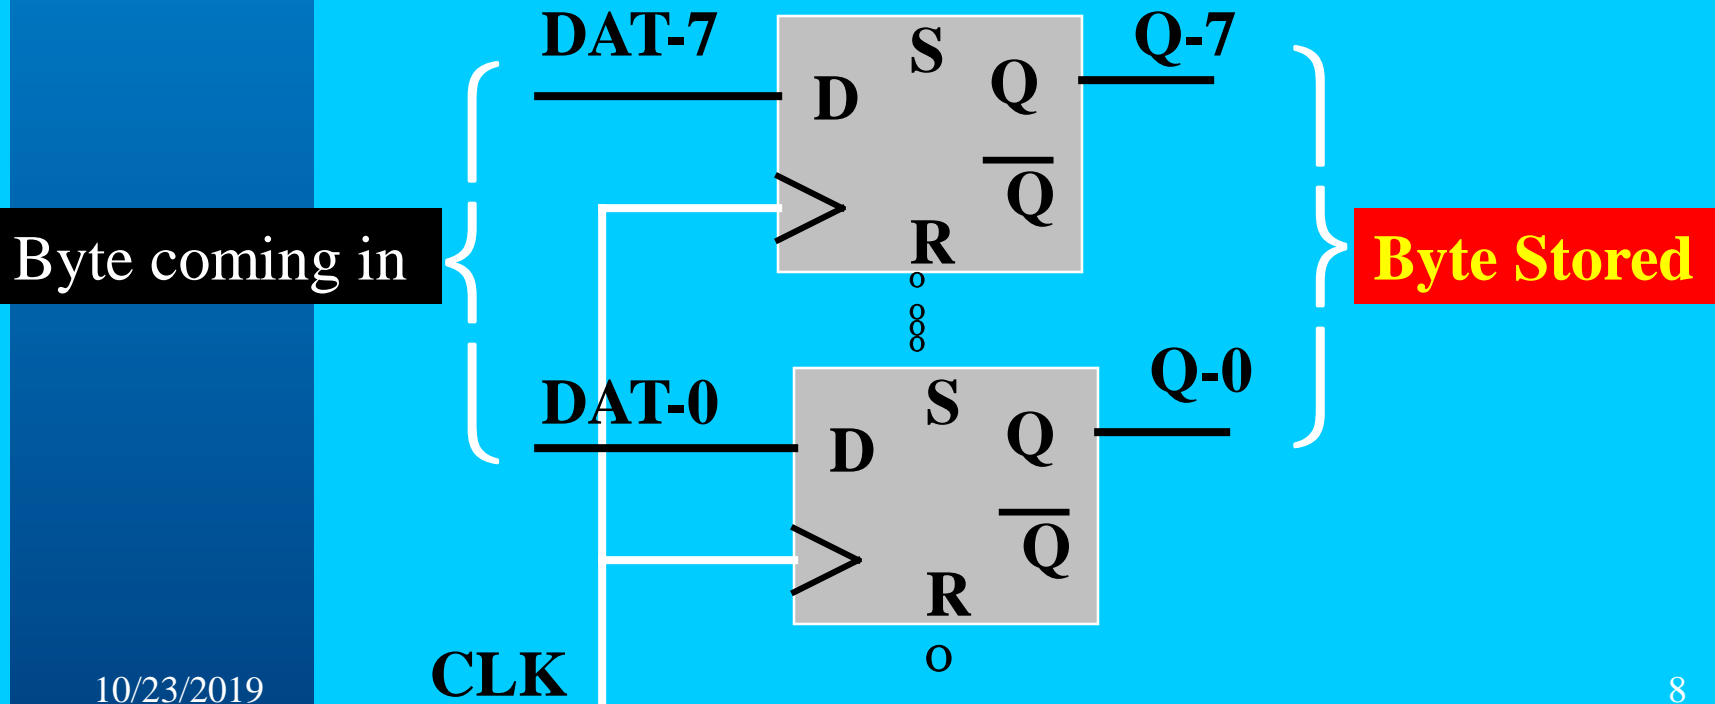 DAT-7
S
Q-7
D
Q
Q̅
R
Byte coming in
Byte Stored
o
o
o
o
DAT-0
S
Q-0
D
Q
Q̅
R
o
CLK
10/23/2019
8